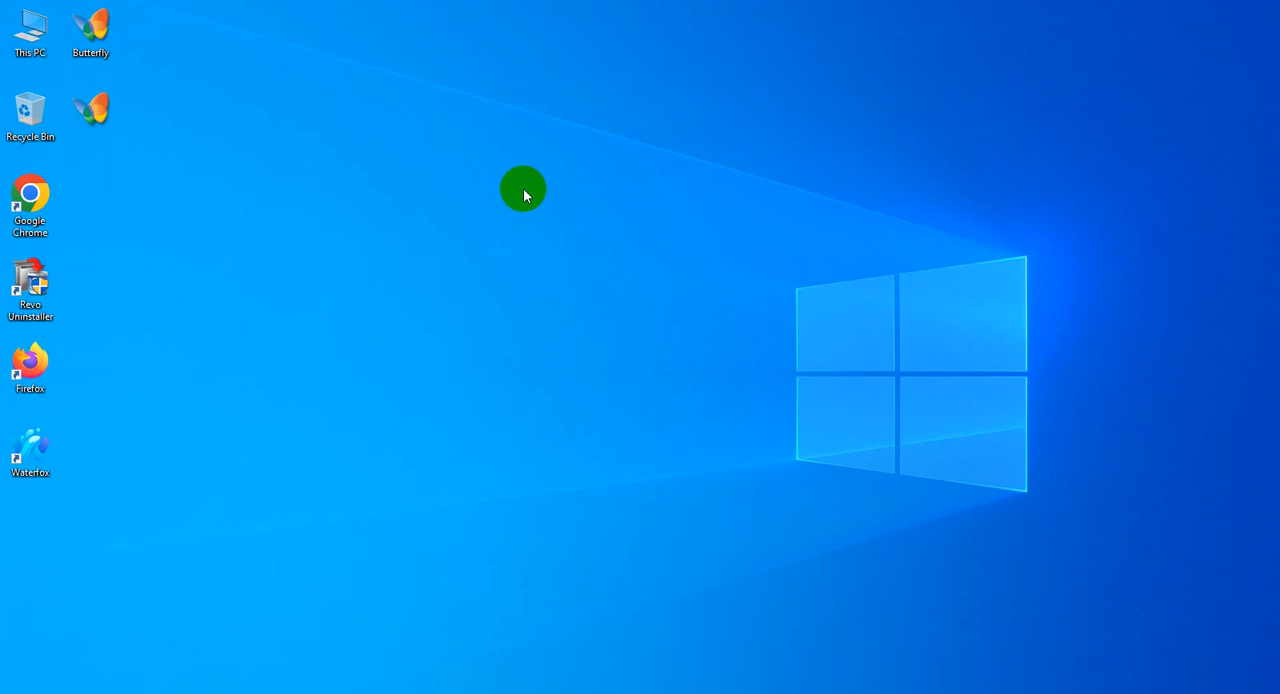 This PC
Butterfly
Recycle Bin
Google
Chrome
Revo
Uninstaller
Firefox
Waterfox